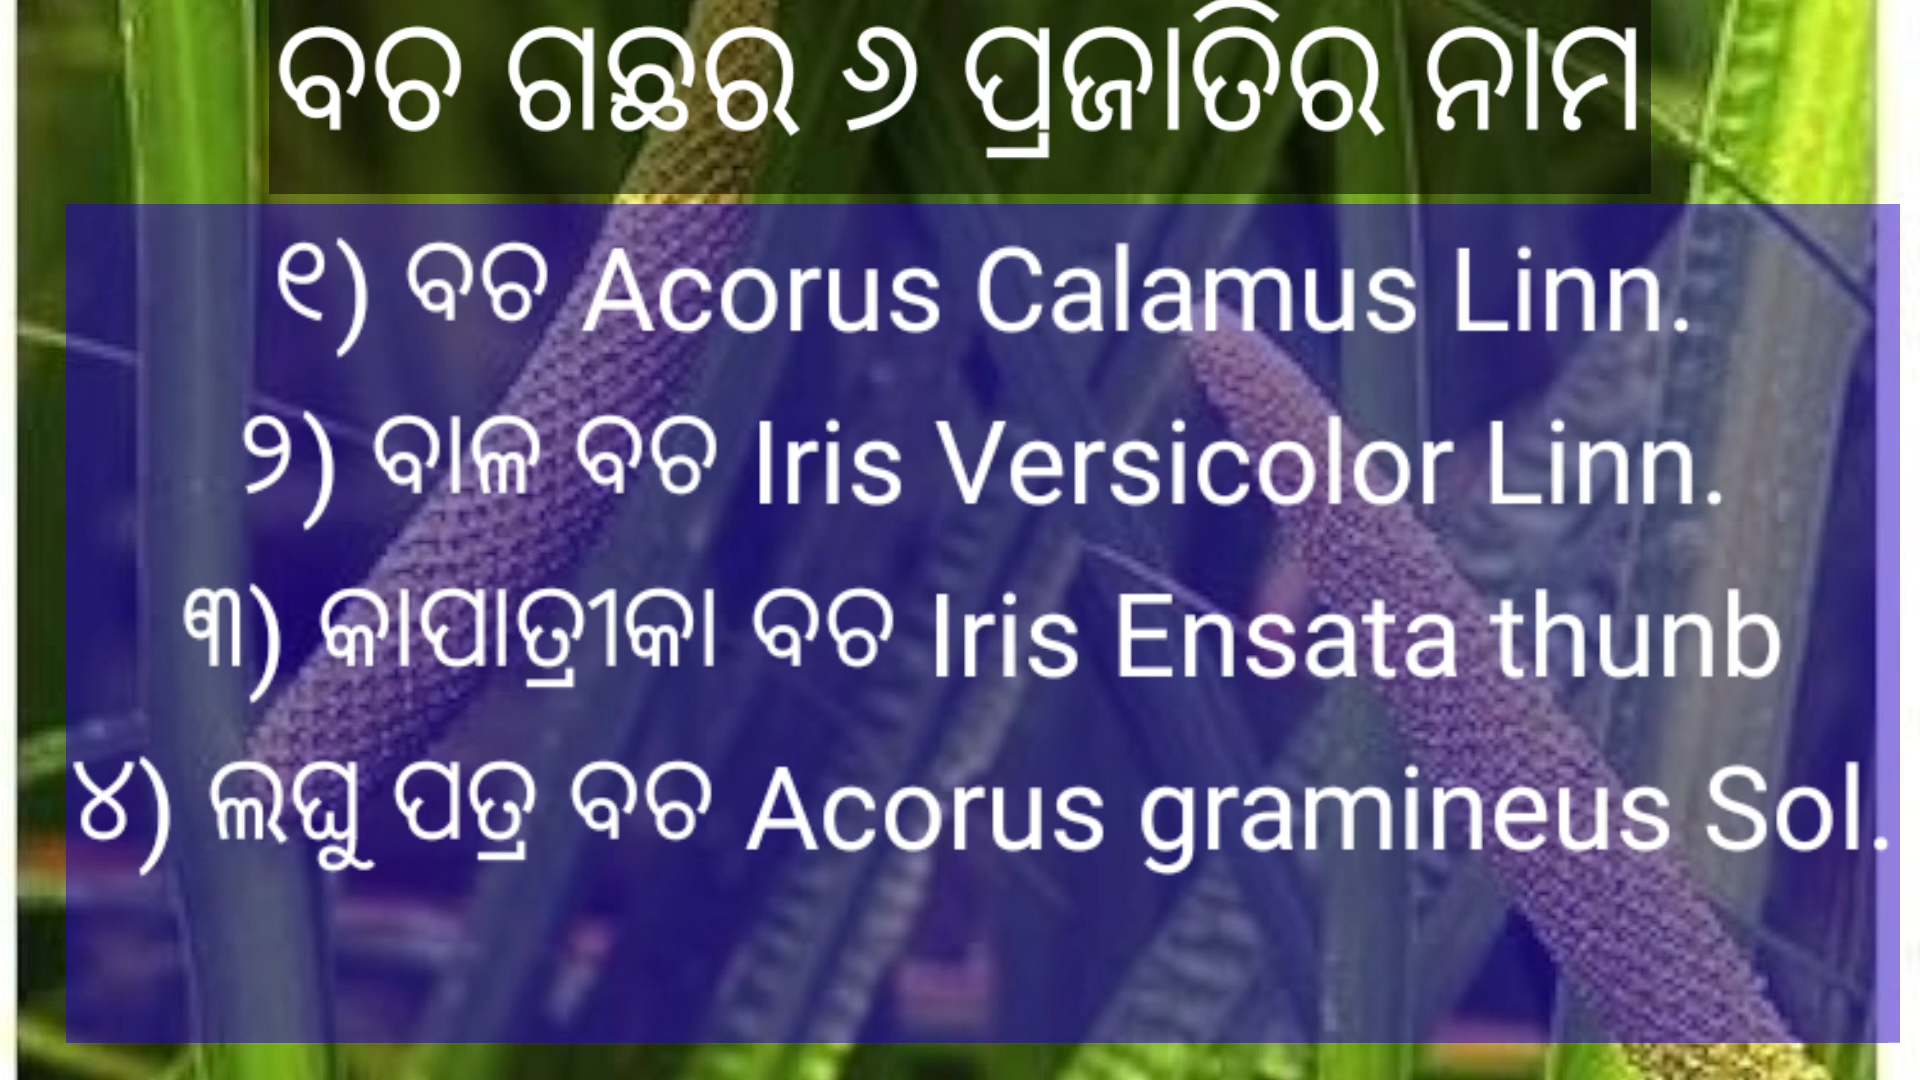 ବଚ ଗଛର ୬ ପ୍ରଜାତିର ନାମ
୧) ବଚ Acorus Calamus Linn.
୨) ବାଳ ବଚ Iris Versicolor Linn.
୩) କାପାତ୍ରୀକା ବଚ Iris Ensata thunb
୪) ଲଘୁ ପତ୍ର ବଚ Acorus gramineus Sol.